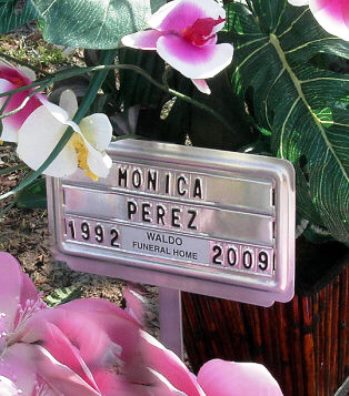 MONICA
PEREZ
1992 WALDO FUNERAL HOME 2009